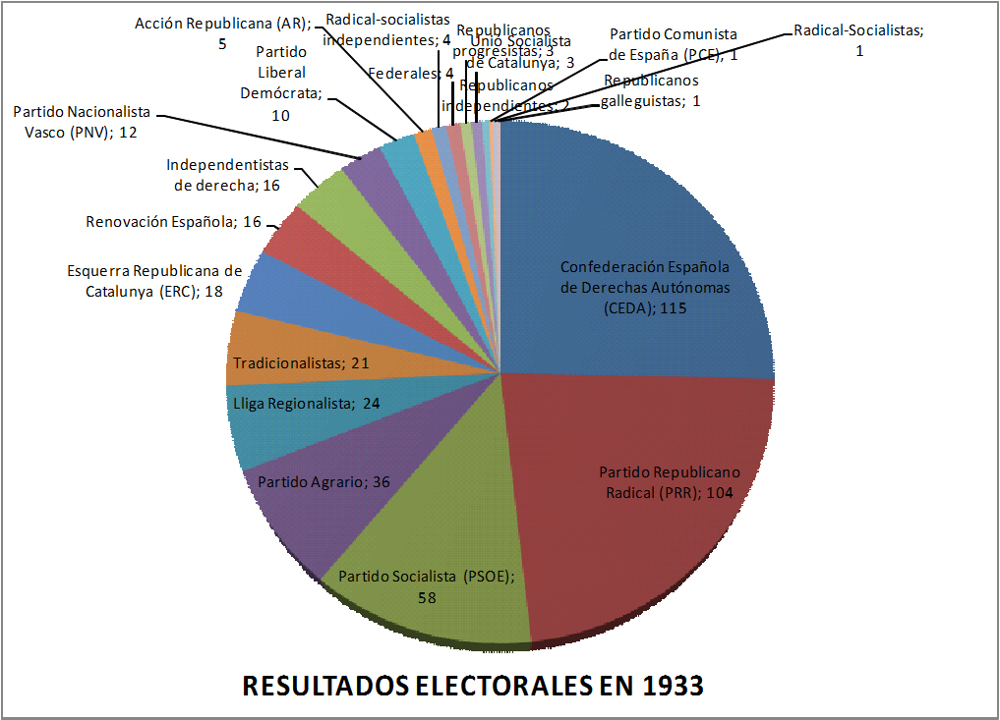 Acción Republicana (AR);
5
Radical-socialistas
independientes; 4
Republicanos
progresistas; 3
Unió Socialista
de Catalunya; 3
Partido Comunista
de España (PCE); 1
Radical-Socialistas;
1
Partido
Liberal
Demócrata;
10
Federales; 4
Republicanos
independientes; 2
Republicanos
galleguistas; 1
Partido Nacionalista
Vasco (PNV); 12
Independentistas
de derecha; 16
Renovación Española; 16
Esquerra Republicana de
Catalunya (ERC); 18
Confederación Española
de Derechas Autónomas
(CEDA); 115
Tradicionalistas; 21
Lliga Regionalista; 24
Partido Agrario; 36
Partido Republicano
Radical (PRR); 104
Partido Socialista (PSOE);
58
RESULTADOS ELECTORALES EN 1933